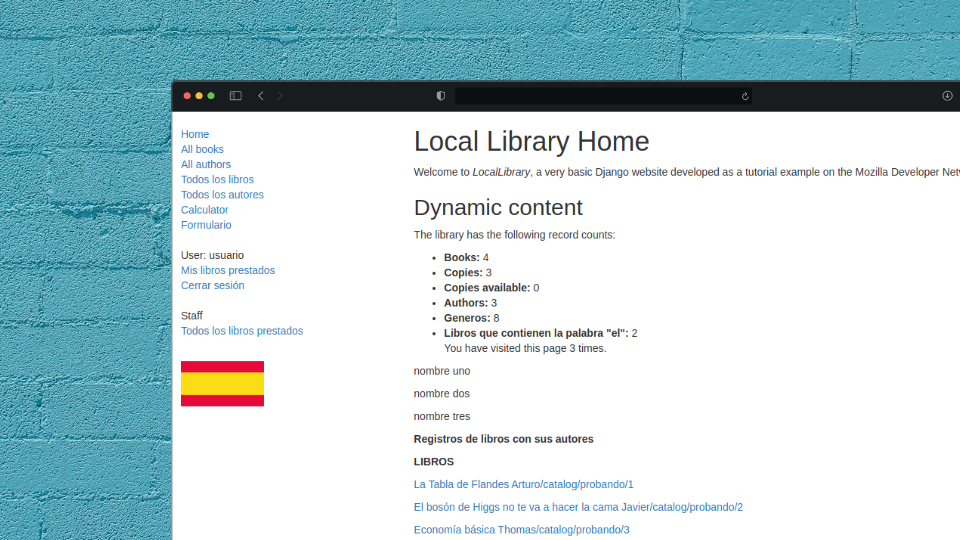 Home
All books
All authors
Todos los libros
Todos los autores
Calculator
Formulario
User: usuario
Mis libros prestados
Cerrar sesión
Staff
Todos los libros prestados
Local Library Home
Welcome to LocalLibrary, a very basic Django website developed as a tutorial example on the Mozilla Developer
Dynamic content
The library has the following record counts:
Books: 4
Copies: 3
Copies available: 0
Authors: 3
Generos: 8
Libros que contienen la palabra "el": 2
You have visited this page 3 times.
nombre uno
nombre dos
nombre tres
Registros de libros con sus autores
LIBROS
La Tabla de Flandes Arturo/catalog/probando/1
El bosón de Higgs no te va a hacer la cama Javier/catalog/probando/2
Economía básica Thomas/catalog/probando/3